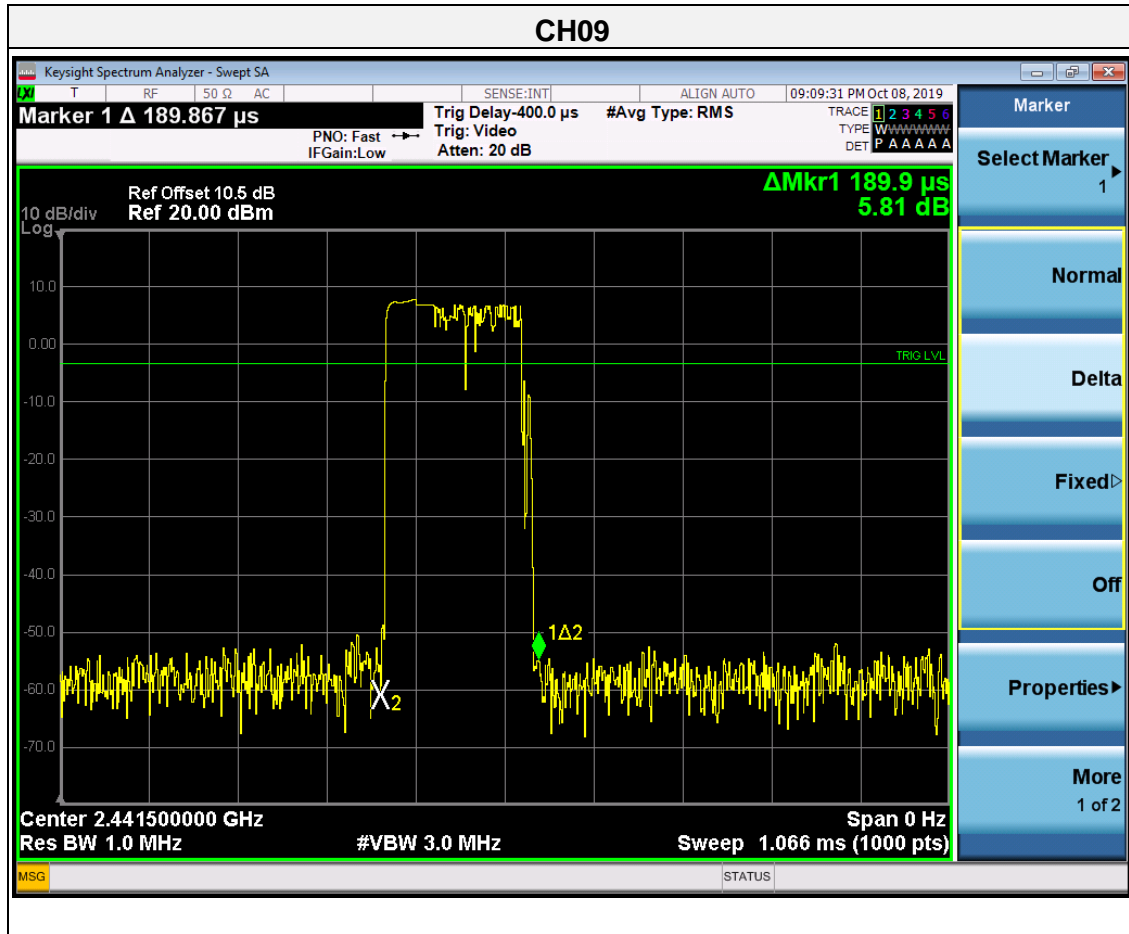 CH09
Keysight Spectrum Analyzer - Swept SA
LXI T RF 50 Ω AC SENSE:INT ALIGN AUTO 09:09:31 PM Oct 08, 2019
Marker 1 Δ 189.867 µs
Trig Delay-400.0 µs #Avg Type: RMS TRACE 1 2 3 4 5 6
PNO: Fast Trig: Video TYPE WWWWWW
IFGain:Low Atten: 20 dB DET P A A A A A
ΔMkr1 189.9 µs
5.81 dB
Ref Offset 10.5 dB
10 dB/div Ref 20.00 dBm
Log
10.0
0.00
TRIG LVL
-10.0
-20.0
-30.0
-40.0
-50.0
1Δ2
-60.0
X2
-70.0
Center 2.441500000 GHz Span 0 Hz
Res BW 1.0 MHz #VBW 3.0 MHz Sweep 1.066 ms (1000 pts)
MSG STATUS
Marker
Select Marker
1
Normal
Delta
Fixed
Off
Properties
More
1 of 2